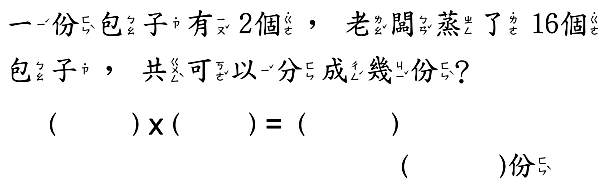 一份包子有2個，老闆蒸了16個
包子，共可以一分成幾份?
(　　)x(　　)=(　　)
(　　)份